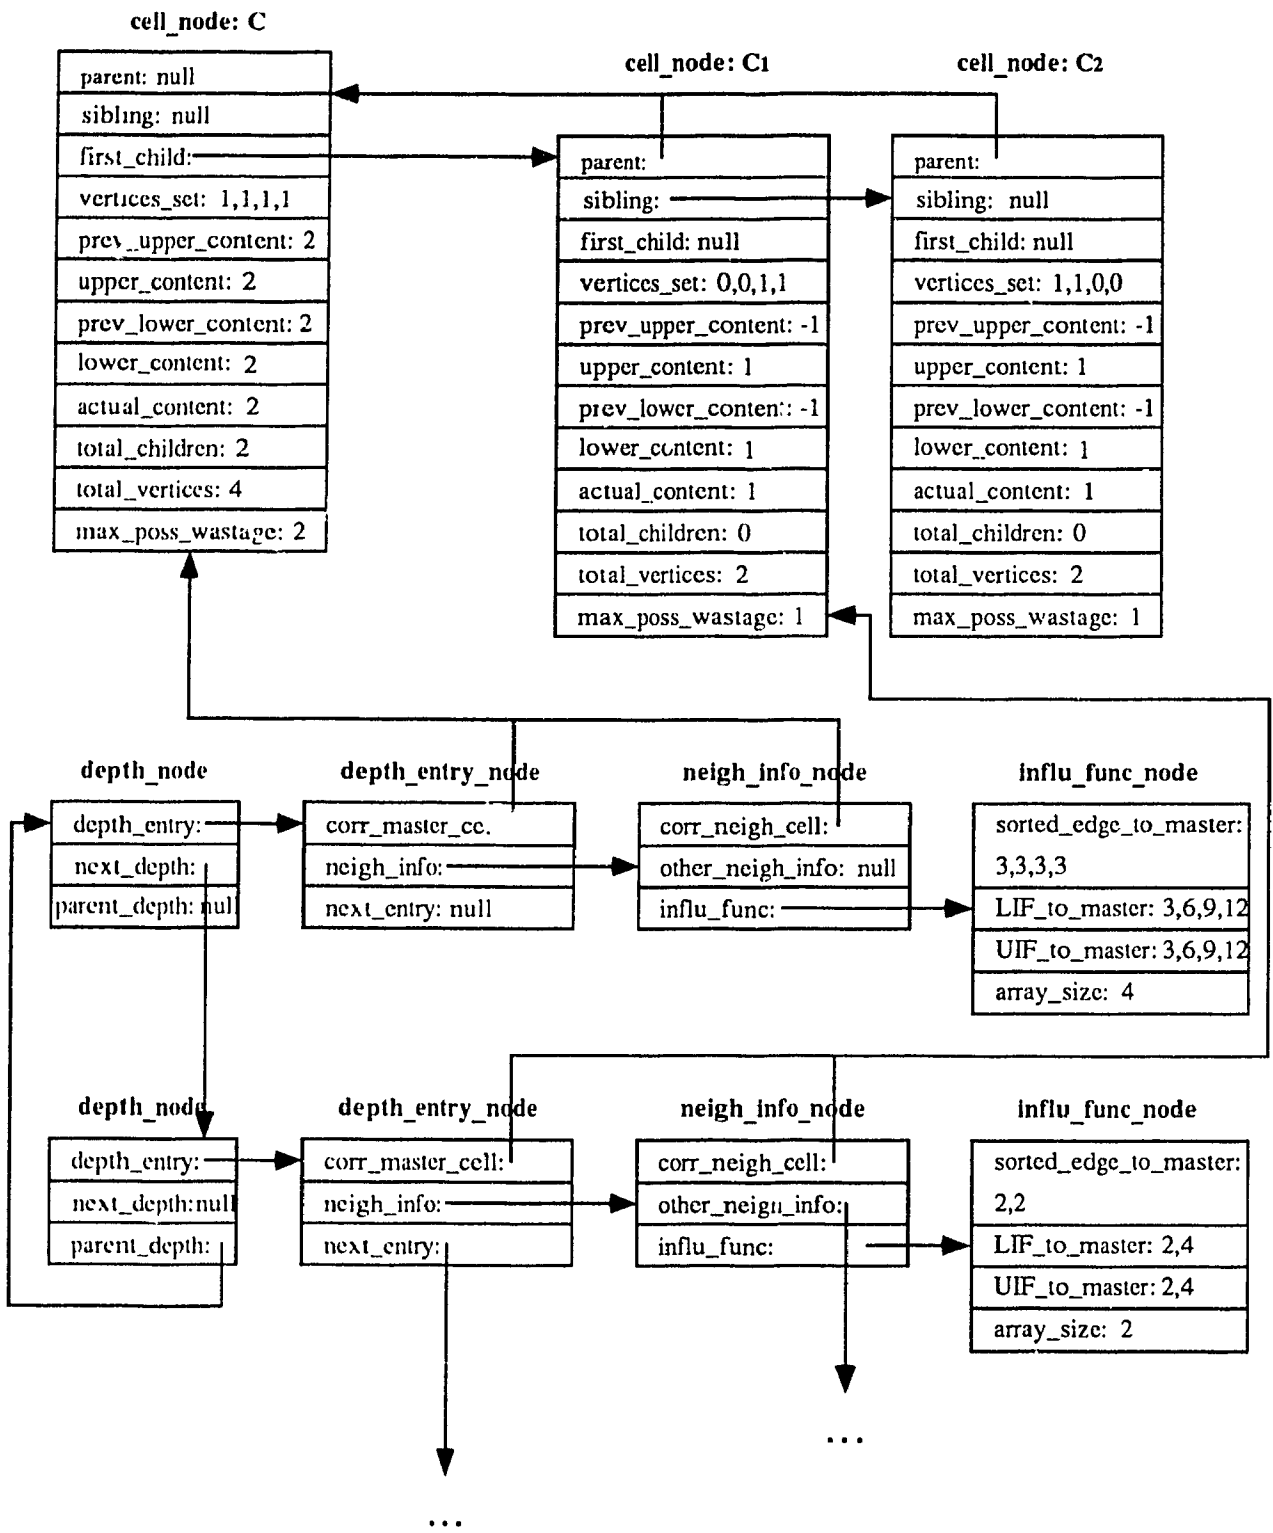 cell_node: C
parent: null
sibling: null
first_child:
vertices_set: 1,1,1,1
prev_upper_content: 2
upper_content: 2
prev_lower_content: 2
lower_content: 2
actual_content: 2
total_children: 2
total_vertices: 4
max_poss_wastage: 2
cell_node: C1
parent:
sibling:
first_child: null
vertices_set: 0,0,1,1
prev_upper_content: -1
upper_content: 1
prev_lower_content: -1
lower_content: 1
actual_content: 1
total_children: 0
total_vertices: 2
max_poss_wastage: 1
cell_node: C2
parent:
sibling: null
first_child: null
vertices_set: 1,1,0,0
prev_upper_content: -1
upper_content: 1
prev_lower_content: -1
lower_content: 1
actual_content: 1
total_children: 0
total_vertices: 2
max_poss_wastage: 1
depth_node
depth_entry:
next_depth:
parent_depth: null
depth_entry_node
corr_master_ce.
neigh_info:
next_entry: null
neigh_info_node
corr_neigh_cell:
other_neigh_info: null
influ_func:
influ_func_node
sorted_edge_to_master:
3,3,3,3
LIF_to_master: 3,6,9,12
UIF_to_master: 3,6,9,12
array_size: 4
depth_node
depth_entry:
next_depth:null
parent_depth:
depth_entry_node
corr_master_cell:
neigh_info:
next_entry:
...
neigh_info_node
corr_neigh_cell:
other_neigh_info:
influ_func:
...
influ_func_node
sorted_edge_to_master:
2,2
LIF_to_master: 2,4
UIF_to_master: 2,4
array_size: 2